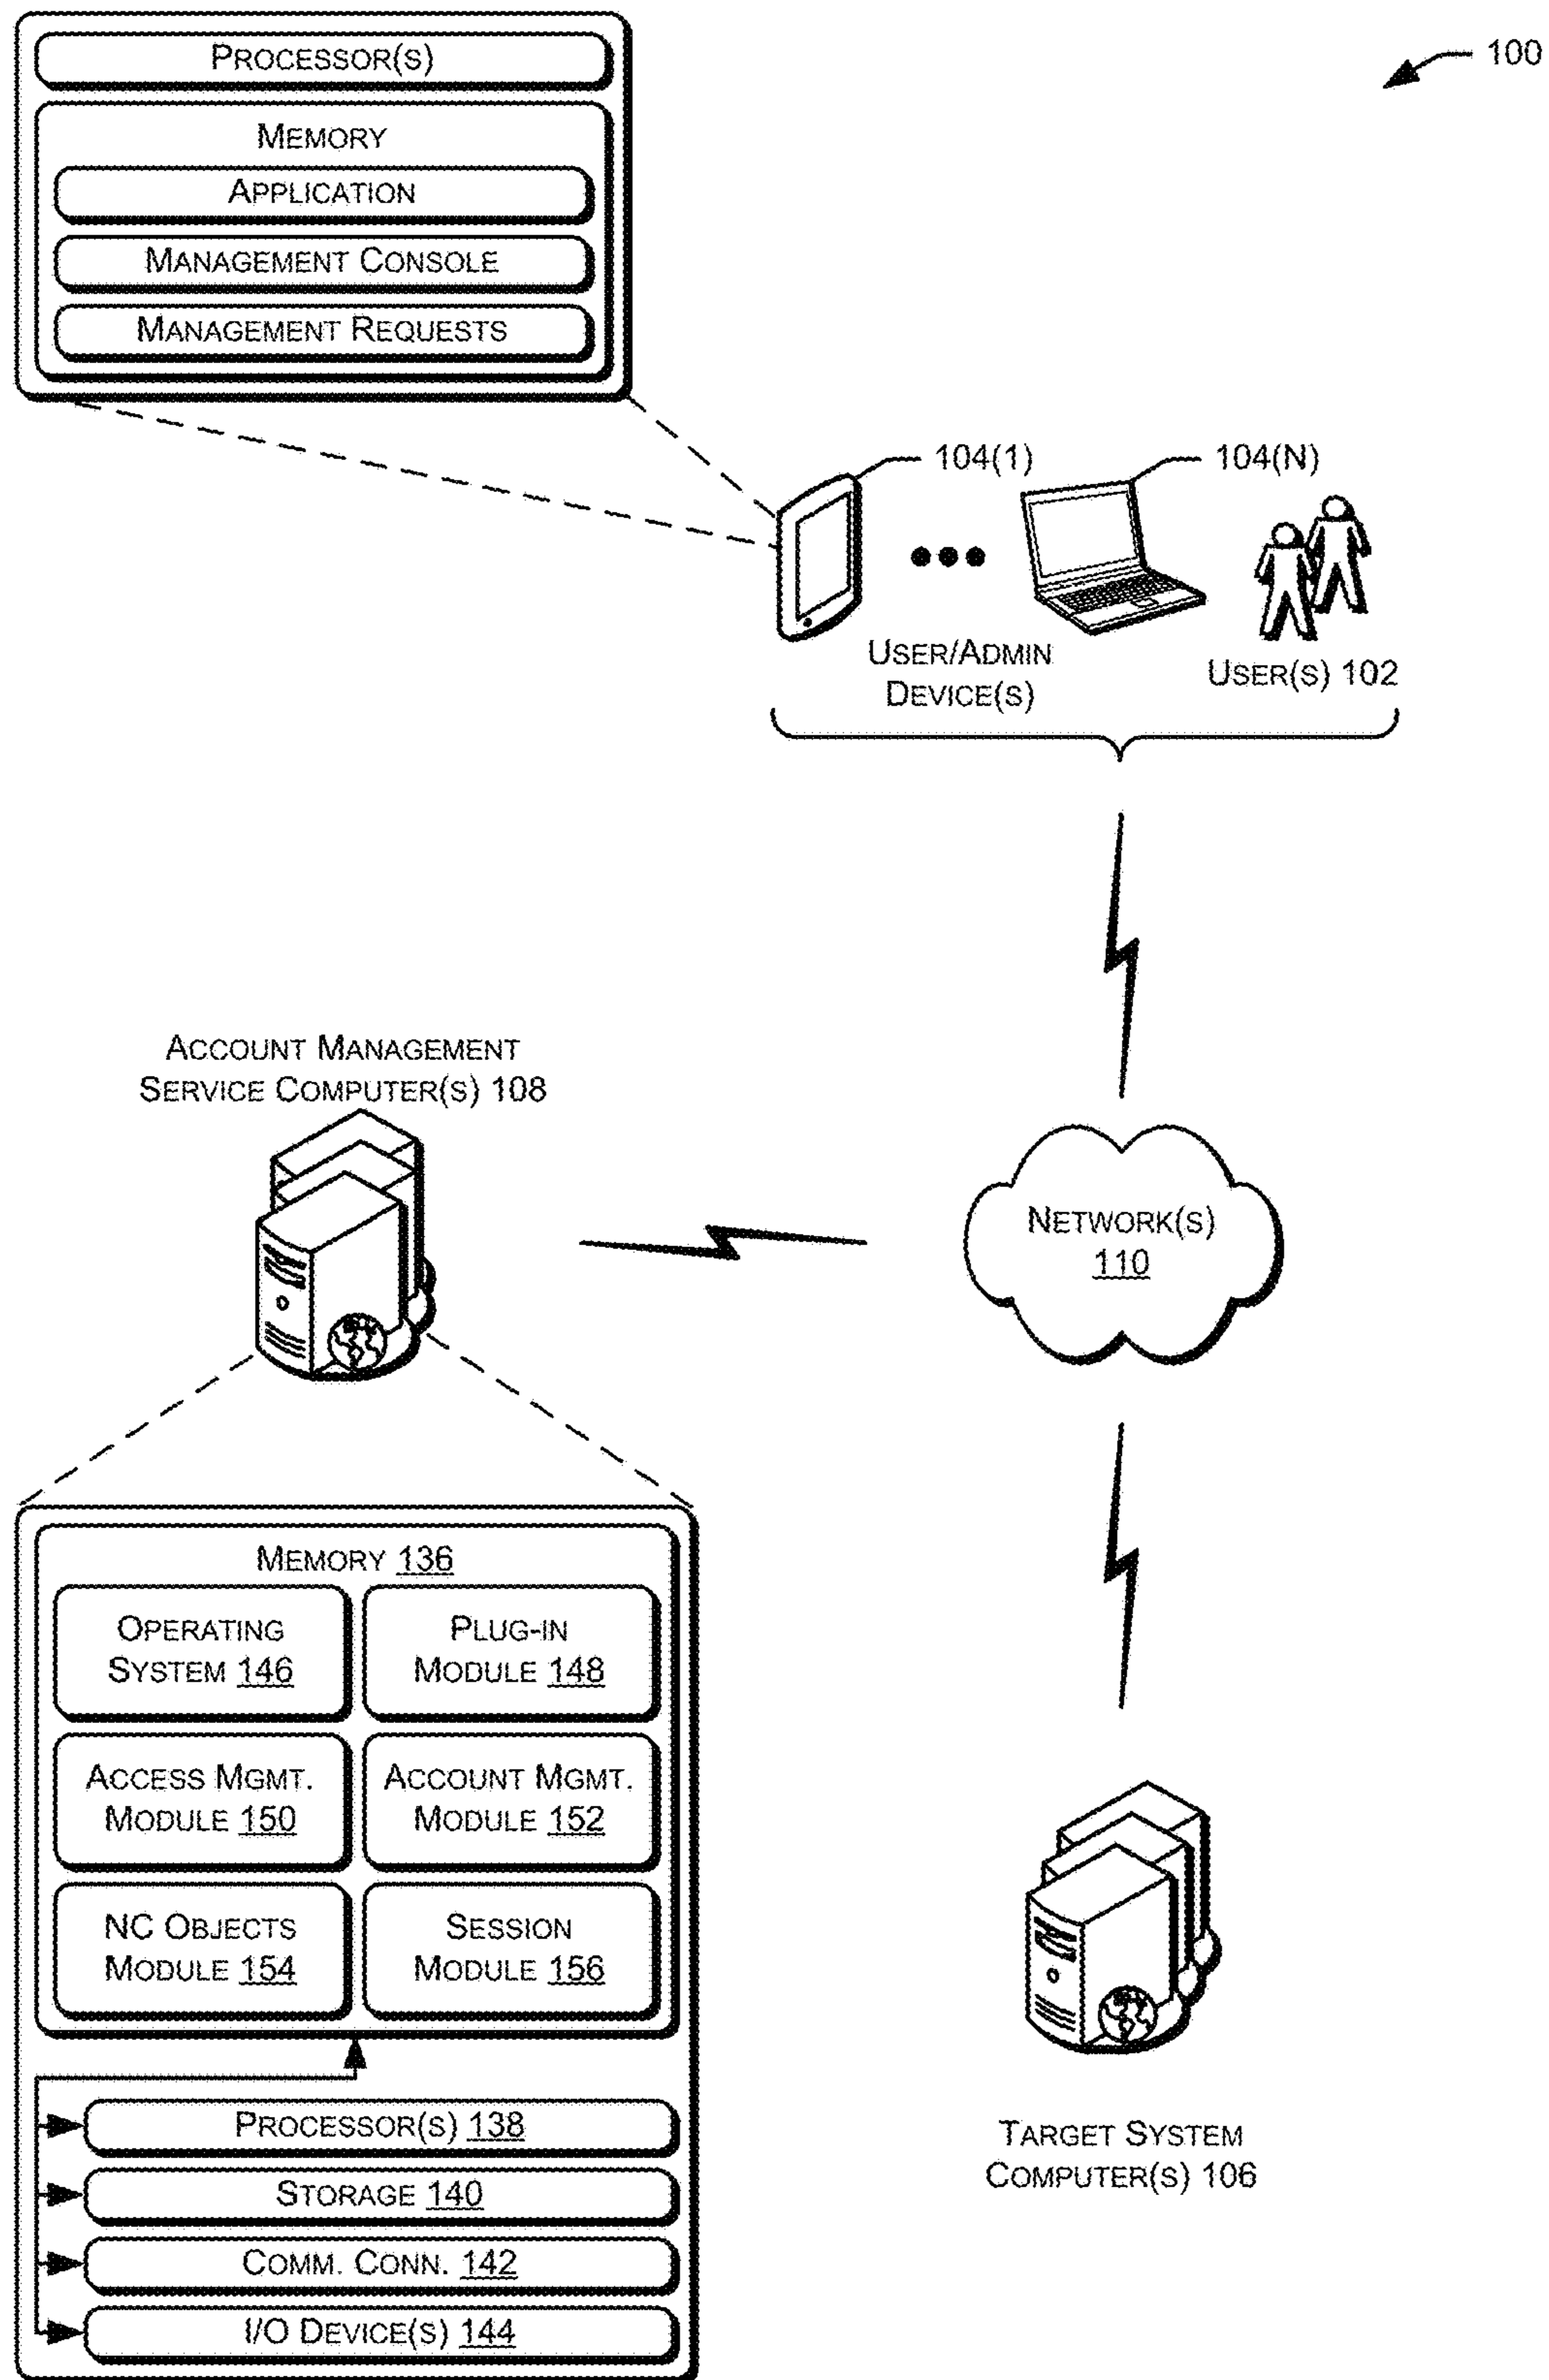 100
PROCESSOR(S)
MEMORY
APPLICATION
MANAGEMENT CONSOLE
MANAGEMENT REQUESTS
104(1)
104(N)
USER/ADMIN
DEVICE(S)
USER(S) 102
ACCOUNT MANAGEMENT
SERVICE COMPUTER(S) 108
NETWORK(S)
110
MEMORY 136
OPERATING
SYSTEM 146
PLUG-IN
MODULE 148
ACCESS MGMT.
MODULE 150
ACCOUNT MGMT.
MODULE 152
NC OBJECTS
MODULE 154
SESSION
MODULE 156
PROCESSOR(S) 138
STORAGE 140
COMM. CONN. 142
I/O DEVICE(S) 144
TARGET SYSTEM
COMPUTER(S) 106